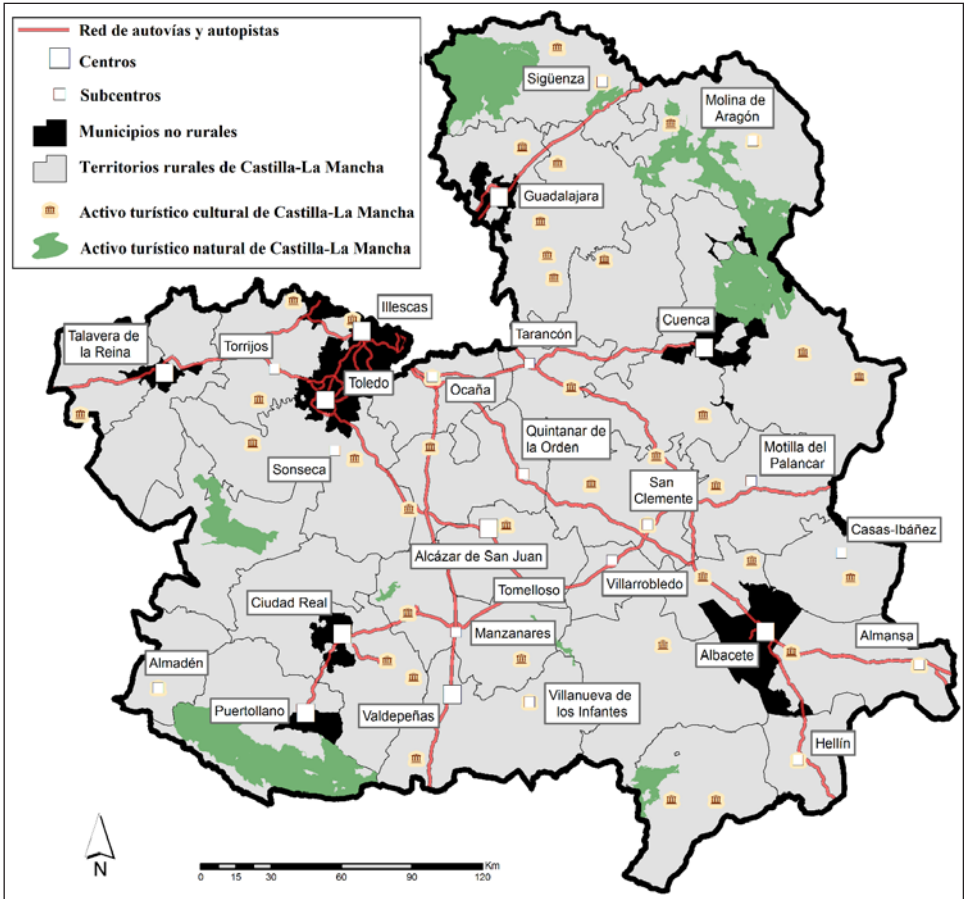 Red de autovías y autopistas
Centros
Subcentros
Municipios no rurales
Territorios rurales de Castilla-La Mancha
Activo turístico cultural de Castilla-La Mancha
Activo turístico natural de Castilla-La Mancha
Sigüenza
Molina de
Aragón
Guadalajara
Illescas
Talavera de
la Reina
Torrijos
Tarancón
Cuenca
Toledo
Ocaña
Quintanar de
la Orden
Motilla del
Palancar
Sonseca
San
Clemente
Casas-Ibáñez
Alcázar de San Juan
Villarrobledo
Tomelloso
Ciudad Real
Manzanares
Almansa
Albacete
Almadén
Puertollano
Valdepeñas
Villanueva de
los Infantes
Hellín
N
Km
0 15 30 60 90 120